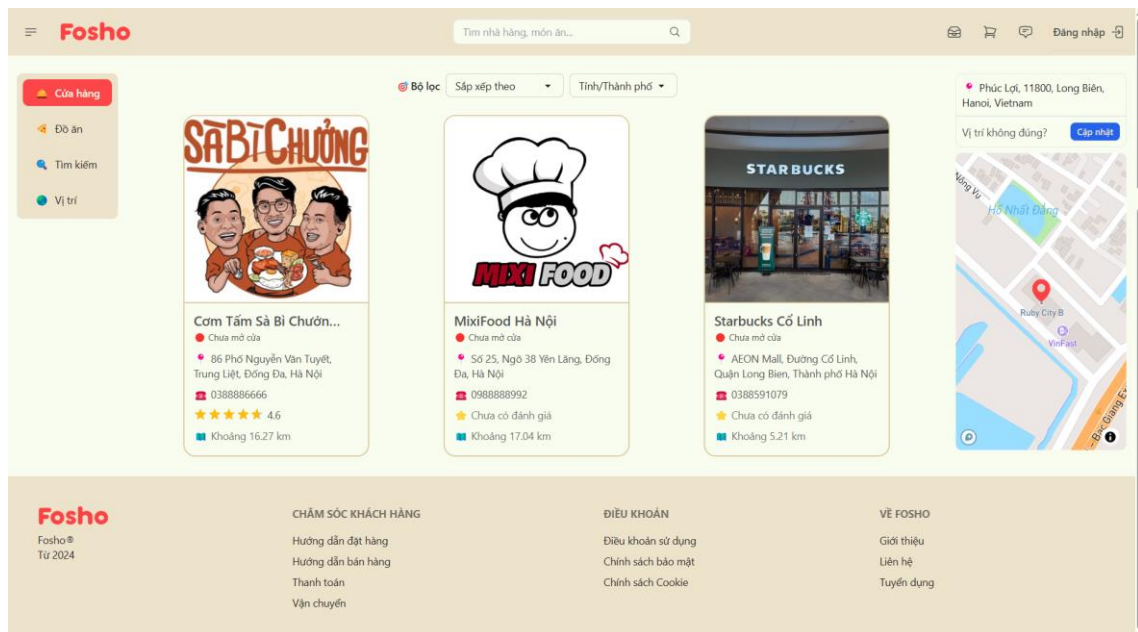 Fosho
Tìm nhà hàng, món ăn...
Đăng nhập
Cửa hàng
Đồ ăn
Tìm kiếm
Vị trí
Bộ lọc
Sắp xếp theo
Tỉnh/Thành phố
SÀBÌCHƯỞNG
Cơm Tấm Sà Bì Chưởn...
Chưa mở cửa
86 Phố Nguyễn Văn Tuyết,
Trung Liệt, Đống Đa, Hà Nội
0388886666
4.6
Khoảng 16.27 km
MIXI FOOD
MixiFood Hà Nội
Chưa mở cửa
Số 25, Ngõ 38 Yên Lãng, Đống
Đa, Hà Nội
0988888992
Chưa có đánh giá
Khoảng 17.04 km
STARBUCKS
Starbucks Cổ Linh
Chưa mở cửa
AEON Mall, Đường Cổ Linh,
Quận Long Bien, Thành phố Hà Nội
0388591079
Chưa có đánh giá
Khoảng 5.21 km
Phúc Lợi, 11800, Long Biên,
Hanoi, Vietnam
Vị trí không đúng?
Cập nhật
Nông Vụ
Hồ Nhất Đẳng
Ruby City B
VinFast
Fosho
Fosho®
Từ 2024
CHĂM SÓC KHÁCH HÀNG
Hướng dẫn đặt hàng
Hướng dẫn bán hàng
Thanh toán
Vận chuyển
ĐIỀU KHOẢN
Điều khoản sử dụng
Chính sách bảo mật
Chính sách Cookie
VỀ FOSHO
Giới thiệu
Liên hệ
Tuyển dụng